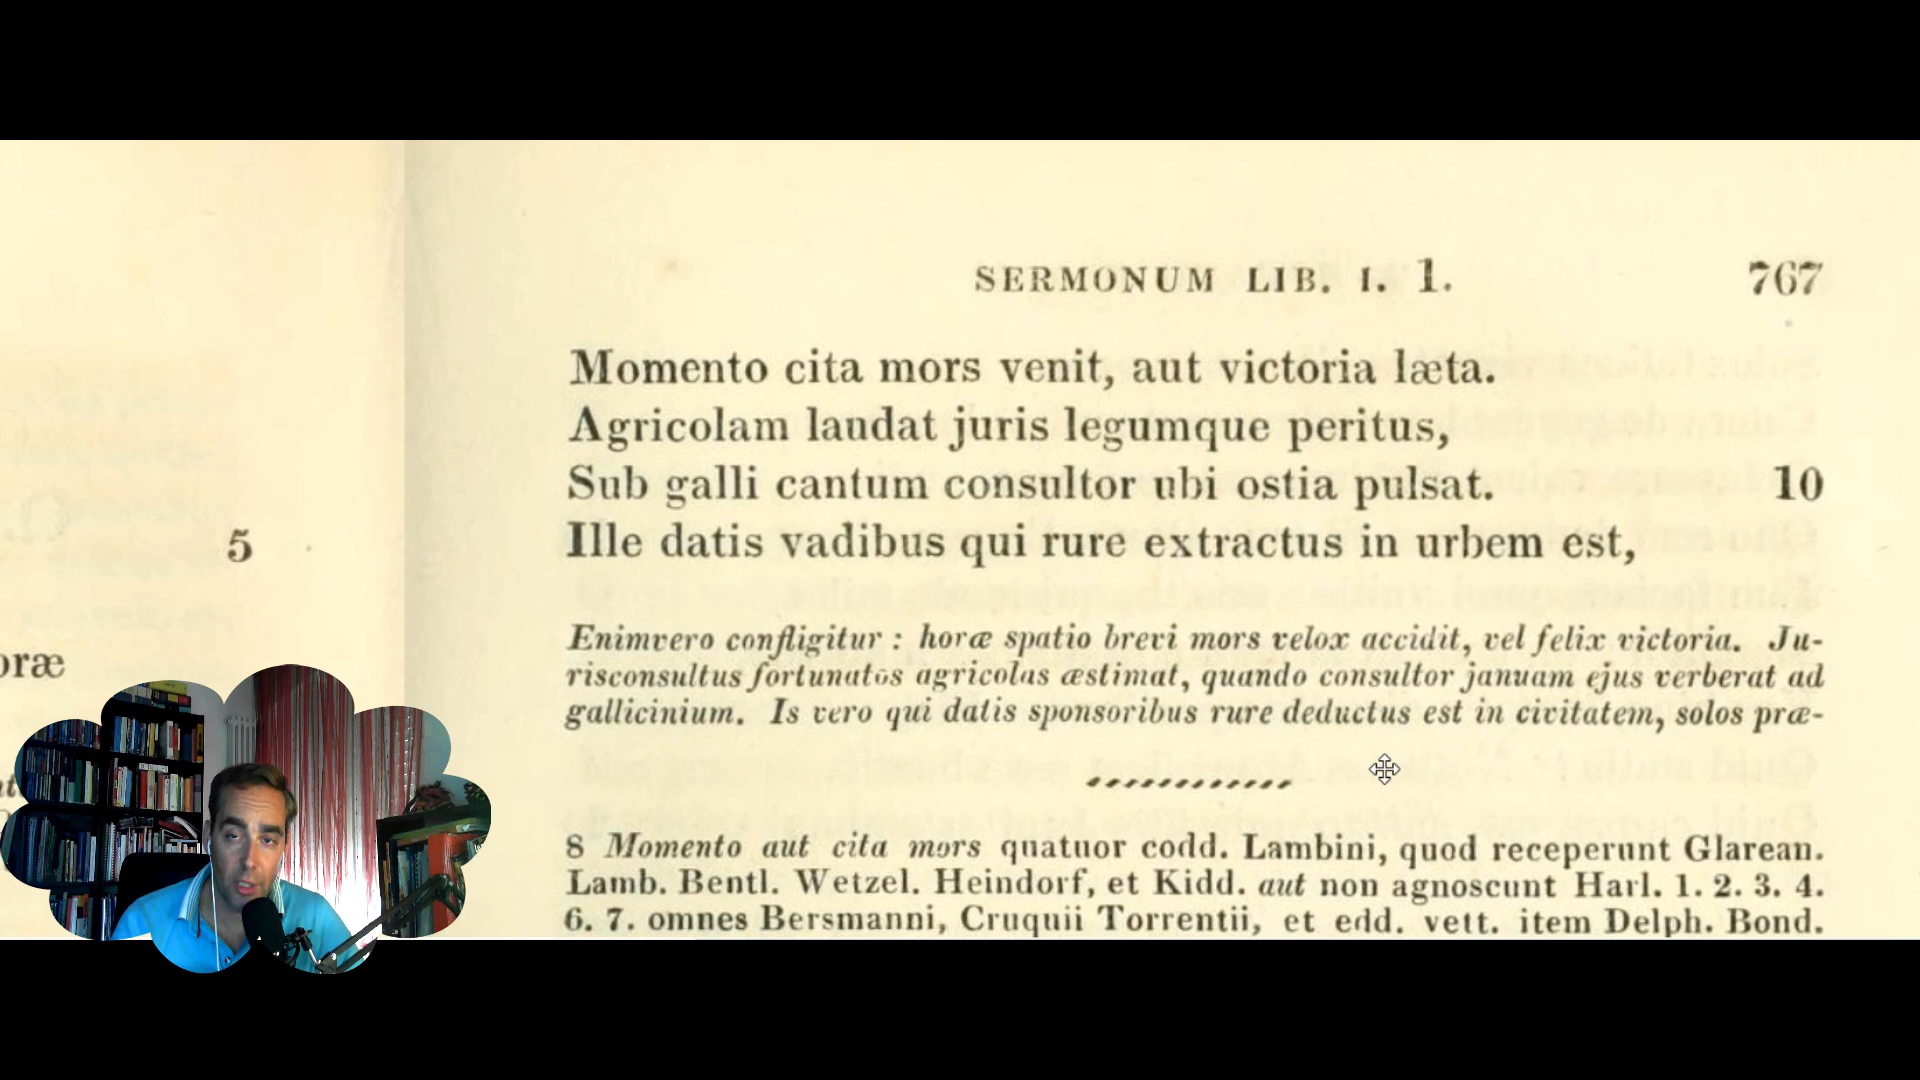 5
oræ
SERMONUM LIB. I. 1. 767
Momento cita mors venit, aut victoria læta.
Agricolam laudat juris legumque peritus,
Sub galli cantum consultor ubi ostia pulsat. 10
Ille datis vadibus qui rure extractus in urbem est,
Enimvero confligitur : horæ spatio brevi mors velox accidit, vel felix victoria. Ju-
risconsultus fortunatos agricolas æstimat, quando consultor januam ejus verberat ad
gallicinium. Is vero qui datis sponsoribus rure deductus est in civitatem, solos præ-
8 Momento aut cita mors quatuor codd. Lambini, quod receperunt Glarean.
Lamb. Bentl. Wetzel. Heindorf, et Kidd. aut non agnoscunt Harl. 1. 2. 3. 4.
6. 7. omnes Bersmanni, Cruquii Torrentii, et edd. vett. item Delph. Bond.